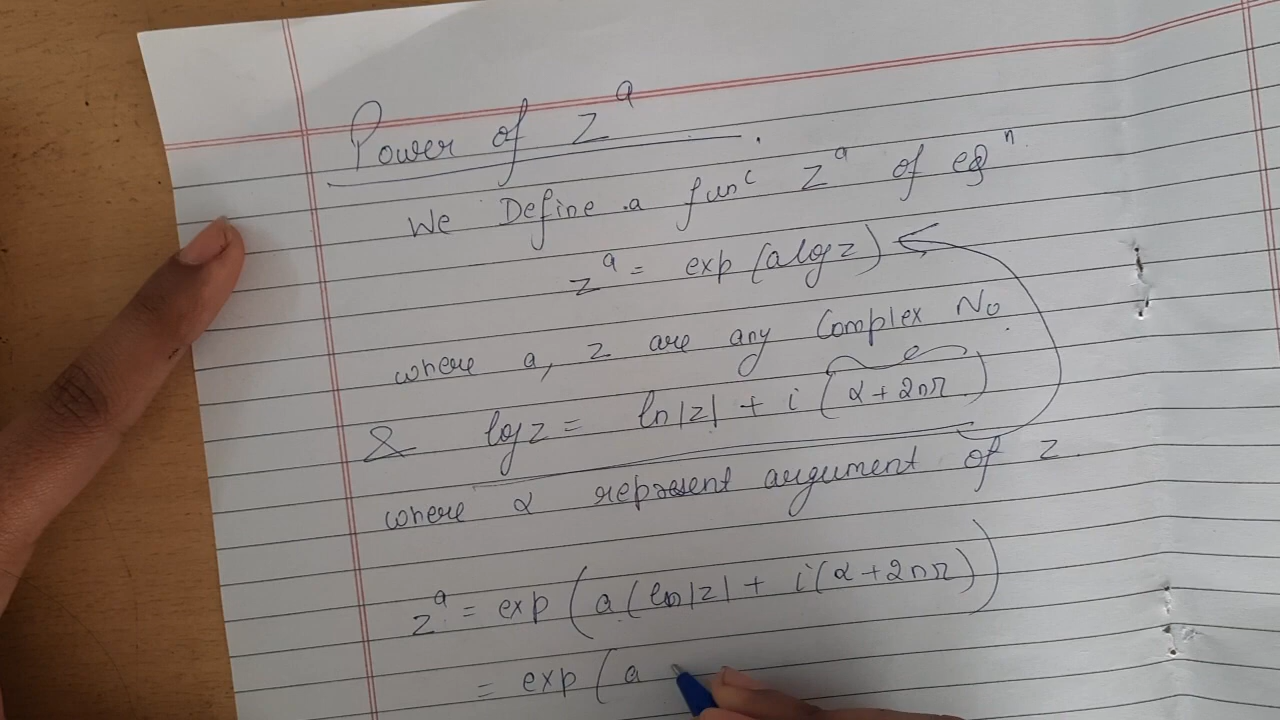 Power of z^a.
We Define a func z^a of eqn
z^a = exp (a log z)
where a, z are any Complex No.
& log z = ln|z| + i (α + 2nπ)
where α represent argument of z.
z^a = exp (a (ln|z| + i(α + 2nπ))
= exp (a